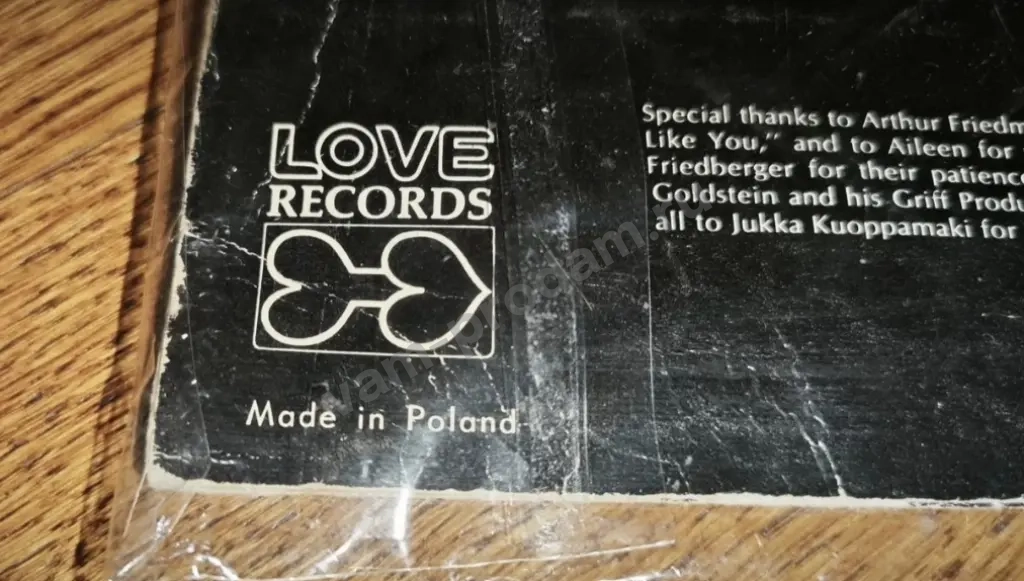 LOVE
RECORDS
Made in Poland
Special thanks to Arthur Friedm
Like You," and to Aileen for
Friedberger for their patience
Goldstein and his Griff Produ
all to Jukka Kuoppamaki for